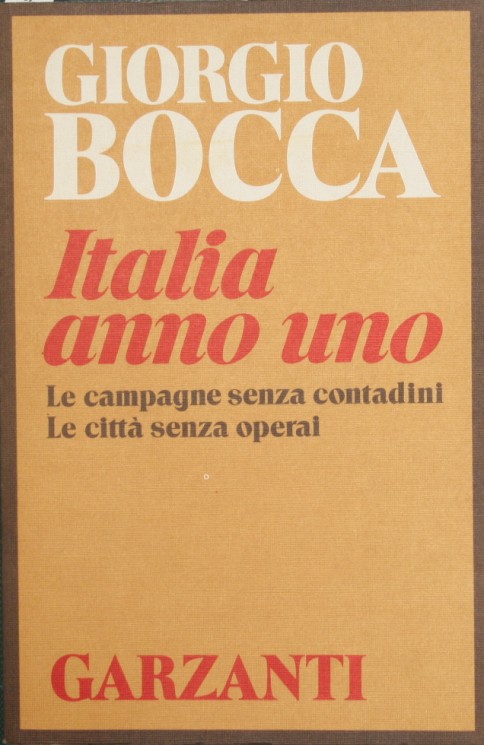 GIORGIO
BOCCA
Italia
anno uno
Le campagne senza contadini
Le città senza operai
GARZANTI